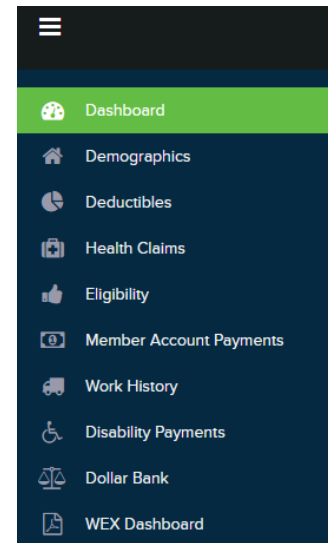 Dashboard
Demographics
Deductibles
Health Claims
Eligibility
Member Account Payments
Work History
Disability Payments
Dollar Bank
WEX Dashboard